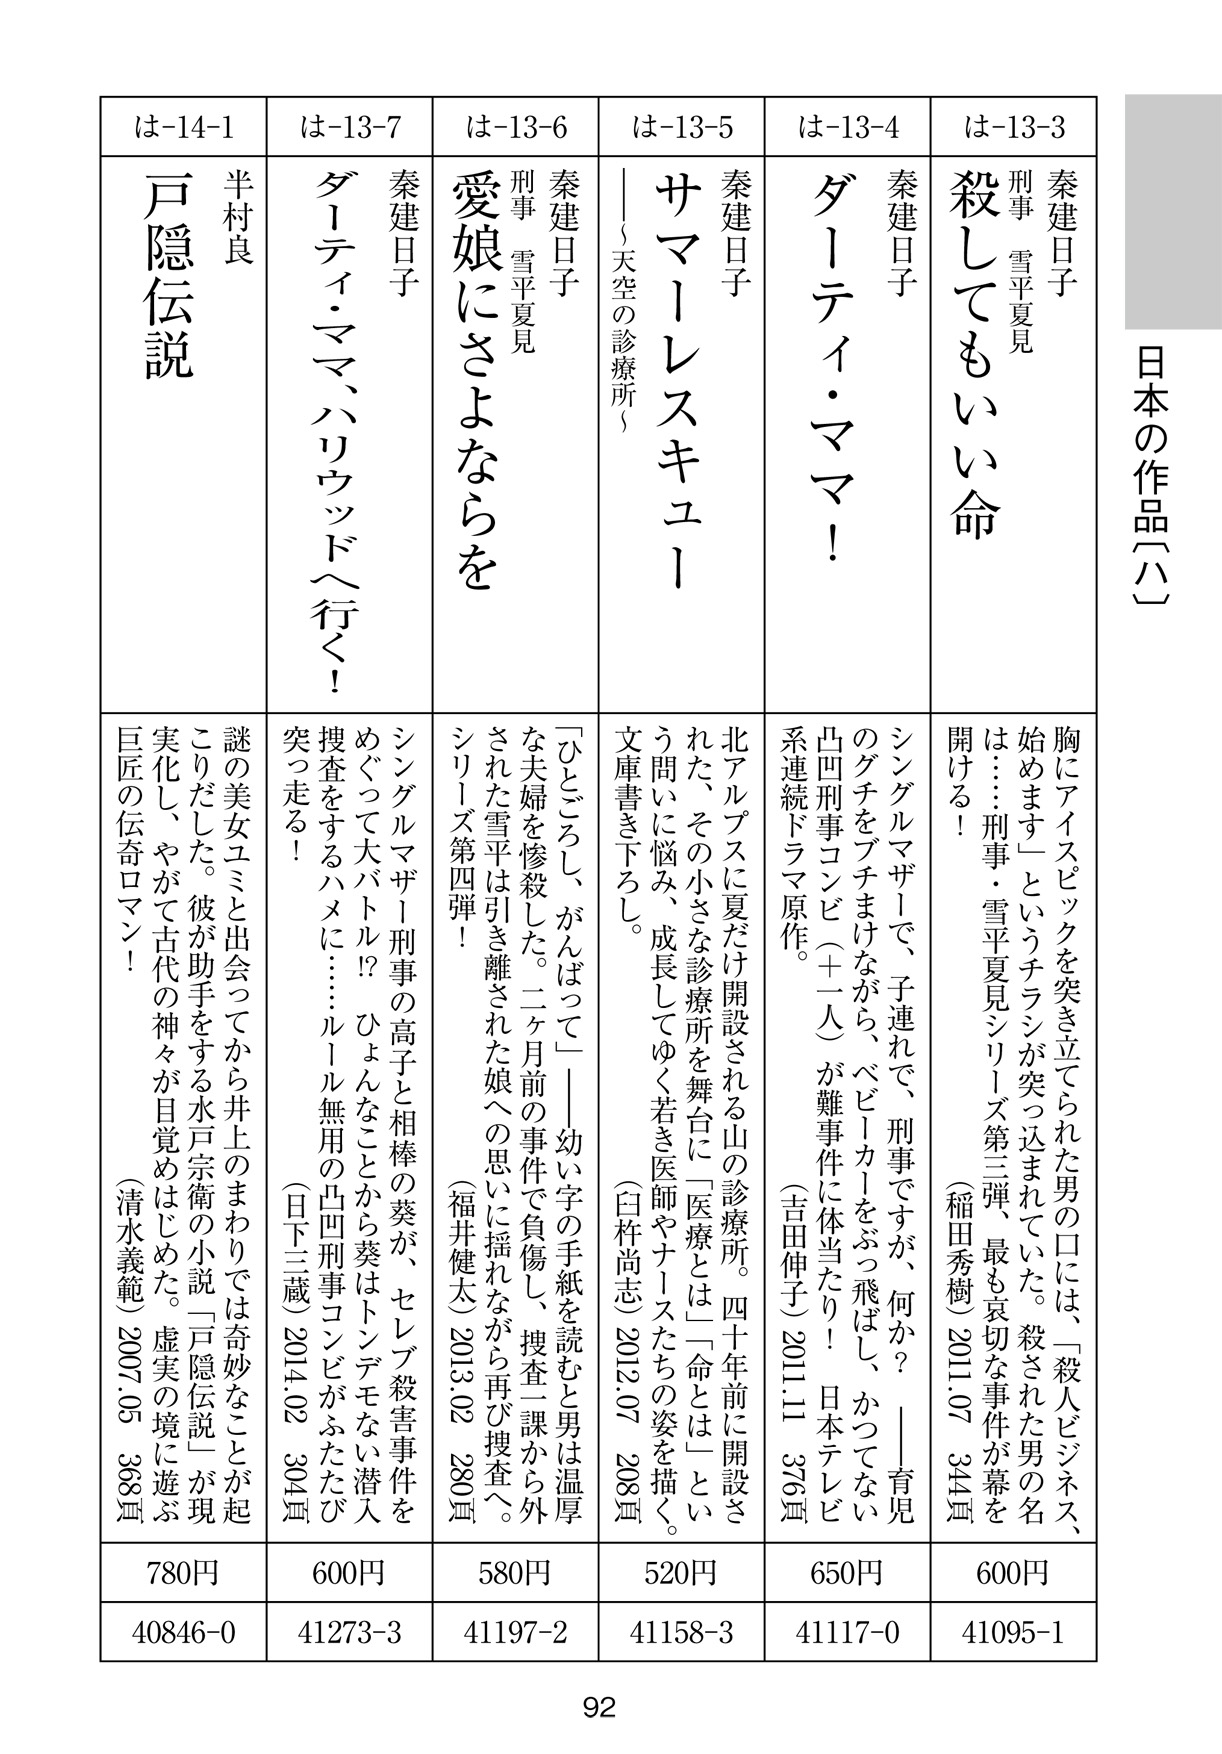 日本の作品〔ハ〕
は-13-3
秦建日子
刑事　雪平夏見
殺してもいい命
胸にアイスピックを突き立てられた男の口には、「殺人ビジネス、
始めます」というチラシが突っ込まれていた。殺された男の名
は……刑事・雪平夏見シリーズ第三弾、最も哀切な事件が幕を
開ける！
（稲田秀樹）2011.07　344頁
600円
41095-1
は-13-4
秦建日子
ダーティ・ママ！
シングルマザーで、子連れで、刑事ですが、何か？　――育児
のグチをブチまけながら、ベビーカーをぶっ飛ばし、かつてない
凸凹刑事コンビ（＋一人）が難事件に体当たり！　日本テレビ
系連続ドラマ原作。
（吉田伸子）2011.11　376頁
650円
41117-0
は-13-5
秦建日子
サマーレスキュー
――～天空の診療所～
北アルプスに夏だけ開設される山の診療所。四十年前に開設さ
れた、その小さな診療所を舞台に「医療とは」「命とは」とい
う問いに悩み、成長してゆく若き医師やナースたちの姿を描く。
文庫書き下ろし。
（臼杵尚志）2012.07　208頁
520円
41158-3
は-13-6
秦建日子
刑事　雪平夏見
愛娘にさよならを
「ひとごろし、がんばって」――幼い字の手紙を読むと男は温厚
な夫婦を惨殺した。二ヶ月前の事件で負傷し、捜査一課から外
された雪平は引き離された娘への思いに揺れながら再び捜査へ。
シリーズ第四弾！
（福井健太）2013.02　280頁
580円
41197-2
は-13-7
秦建日子
ダーティ・ママ、ハリウッドへ行く！
シングルマザー刑事の高子と相棒の葵が、セレブ殺害事件を
めぐって大バトル!?　ひょんなことから葵はトンデモない潜入
捜査をするハメに……ルール無用の凸凹刑事コンビがふたたび
突っ走る！
（日下三蔵）2014.02　304頁
600円
41273-3
は-14-1
半村良
戸隠伝説
謎の美女ユミと出会ってから井上のまわりでは奇妙なことが起
こりだした。彼が助手をする水戸宗衛の小説「戸隠伝説」が現
実化し、やがて古代の神々が目覚めはじめた。虚実の境に遊ぶ
巨匠の伝奇ロマン！
（清水義範）2007.05　368頁
780円
40846-0
92